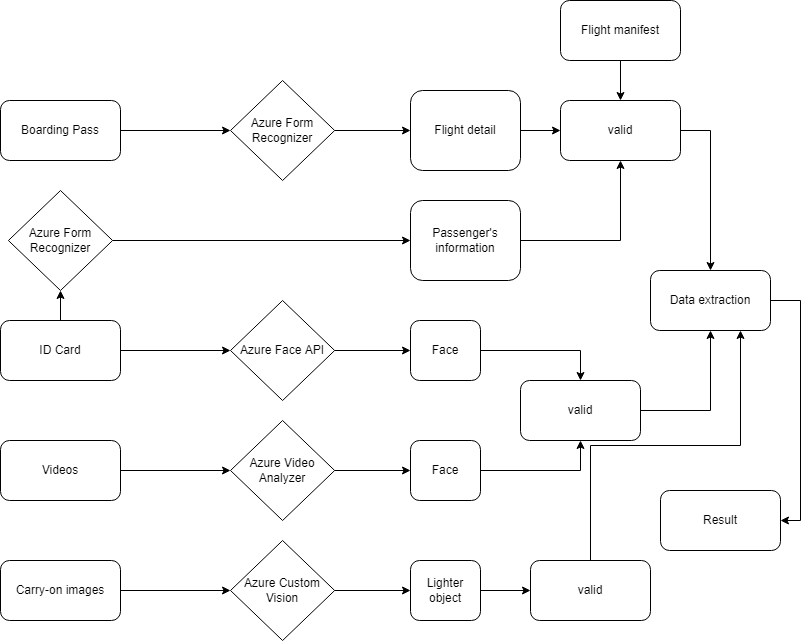 Flight manifest
Boarding Pass
Azure Form
Recognizer
Flight detail
valid
Azure Form
Recognizer
Passenger's
information
Data extraction
ID Card
Azure Face API
Face
valid
Videos
Azure Video
Analyzer
Face
Result
Carry-on images
Azure Custom
Vision
Lighter
object
valid